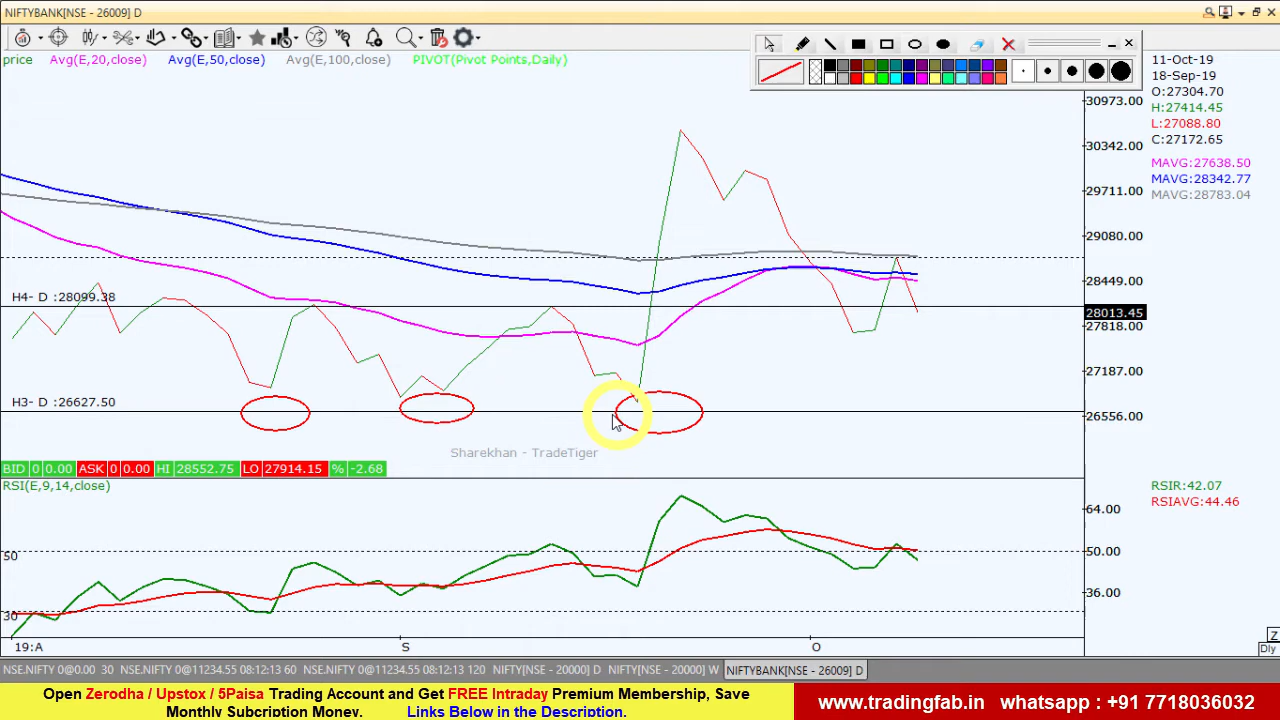 NIFTYBANK[NSE - 26009] D
price Avg(E,20,close) Avg(E,50,close) Avg(E,100,close) PIVOT(Pivot Points,Daily)
11-Oct-19
18-Sep-19
O:27304.70
H:27414.45
L:27088.80
C:27172.65
MAVG:27638.50
MAVG:28342.77
MAVG:28783.04
30973.00
30342.00
29711.00
29080.00
28449.00
28013.45
27818.00
27187.00
26556.00
H4- D :28099.38
H3- D :26627.50
Sharekhan - TradeTiger
BID 0 0.00 ASK 0 0.00 HI 28552.75 LO 27914.15 % -2.68
RSI(E,9,14,close)
RSIR:42.07
RSIAVG:44.46
64.00
50.00
36.00
50
30
19:A S O
Z
Dly
NSE.NIFTY 0@0.00 30 NSE.NIFTY 0@11234.55 08:12:13 60 NSE.NIFTY 0@11234.55 08:12:13 120 NIFTY[NSE - 20000] D NIFTY[NSE - 20000] W NIFTYBANK[NSE - 26009] D
Open Zerodha / Upstox / 5Paisa Trading Account and Get FREE Intraday Premium Membership, Save
Monthly Subcription Money. Links Below in the Description.
www.tradingfab.in whatsapp : +91 7718036032